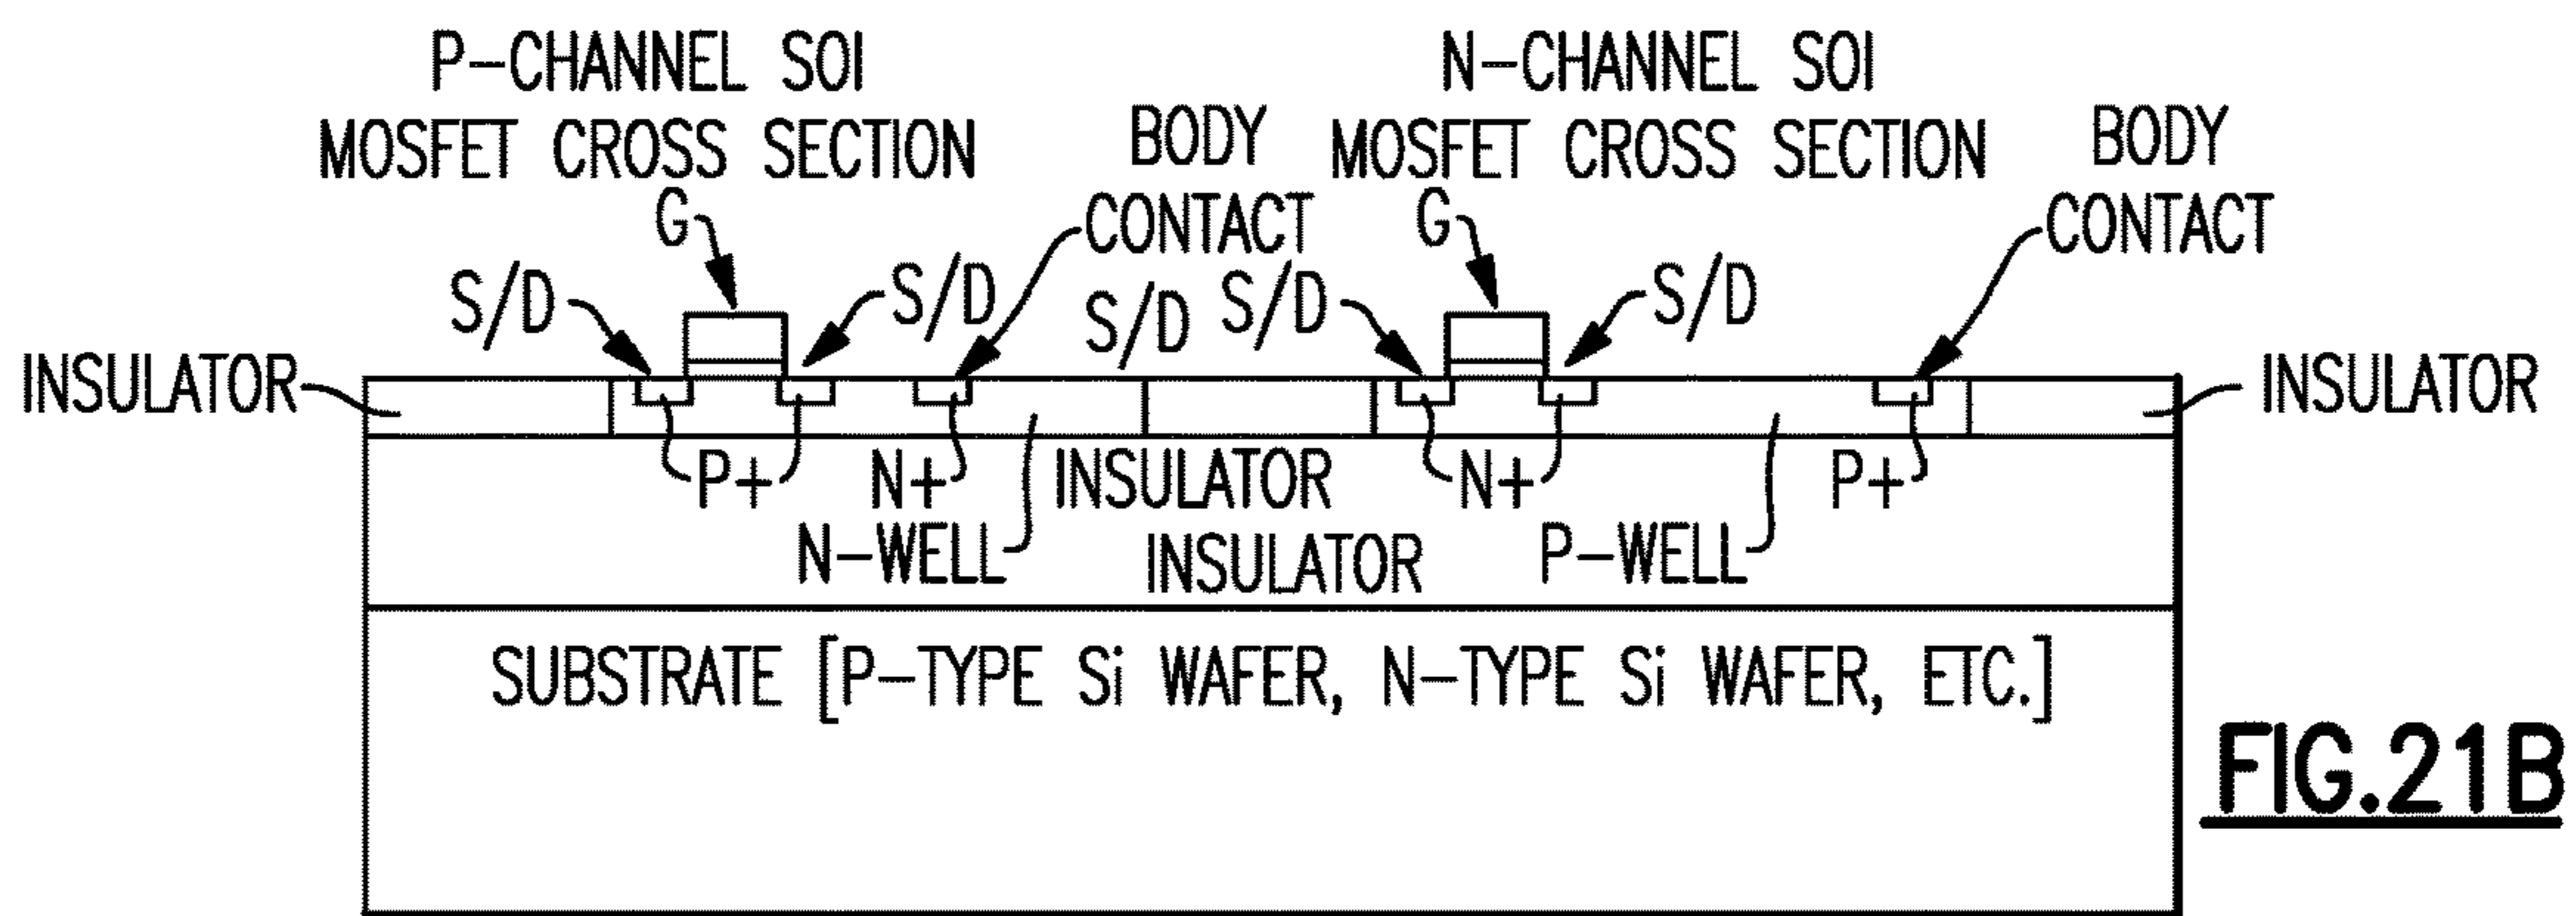 P-CHANNEL SOI
MOSFET CROSS SECTION
BODY
CONTACT
N-CHANNEL SOI
MOSFET CROSS SECTION
BODY
CONTACT
G
G
S/D
S/D
S/D
S/D
S/D
INSULATOR
INSULATOR
P+
N+
INSULATOR
N+
P+
N-WELL
INSULATOR
P-WELL
SUBSTRATE [P-TYPE Si WAFER, N-TYPE Si WAFER, ETC.]
FIG.21B